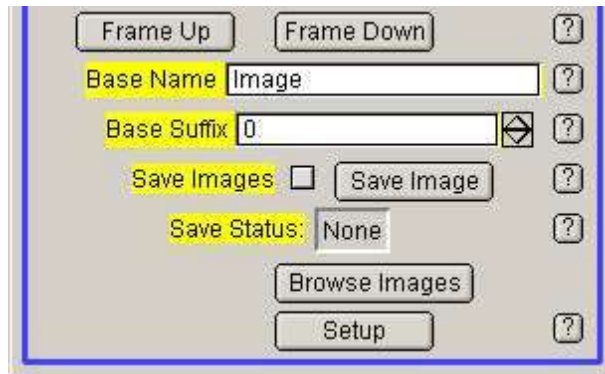 Frame Up Frame Down ?
Base Name Image ?
Base Suffix 0 ?
Save Images Save Image ?
Save Status: None ?
Browse Images
Setup ?